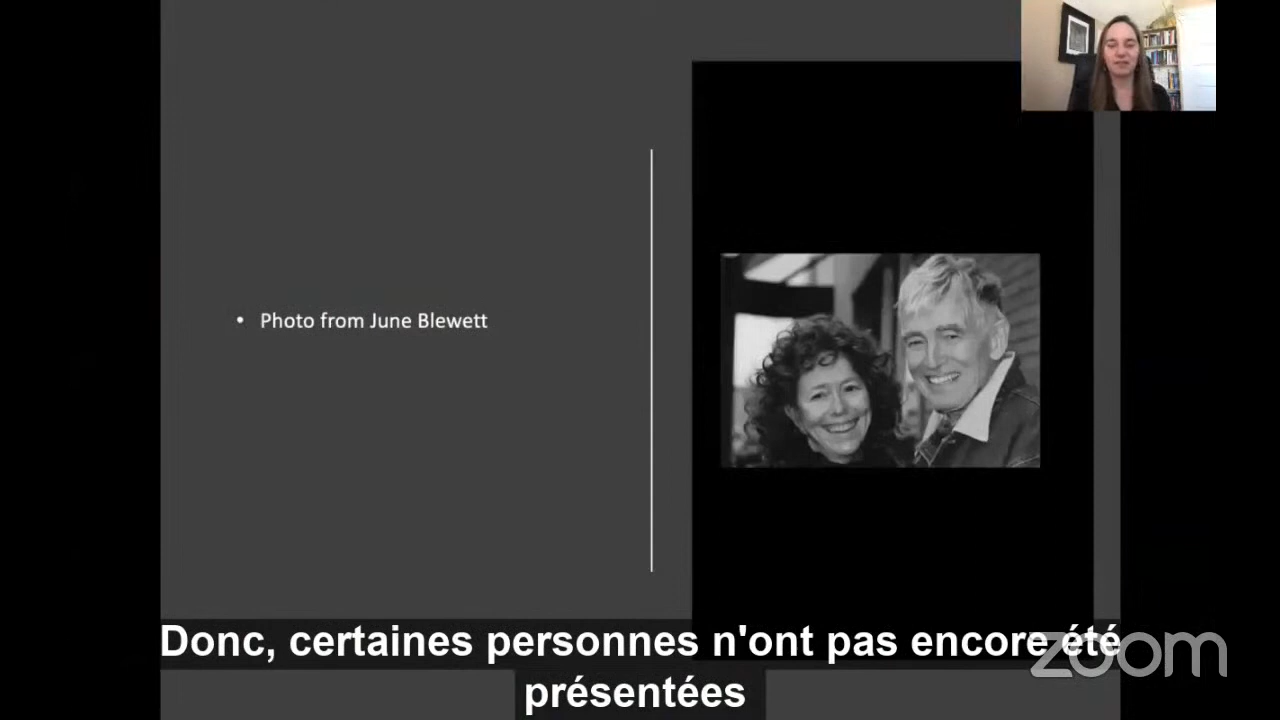 • Photo from June Blewett
Donc, certaines personnes n'ont pas encore été
présentées
zoom